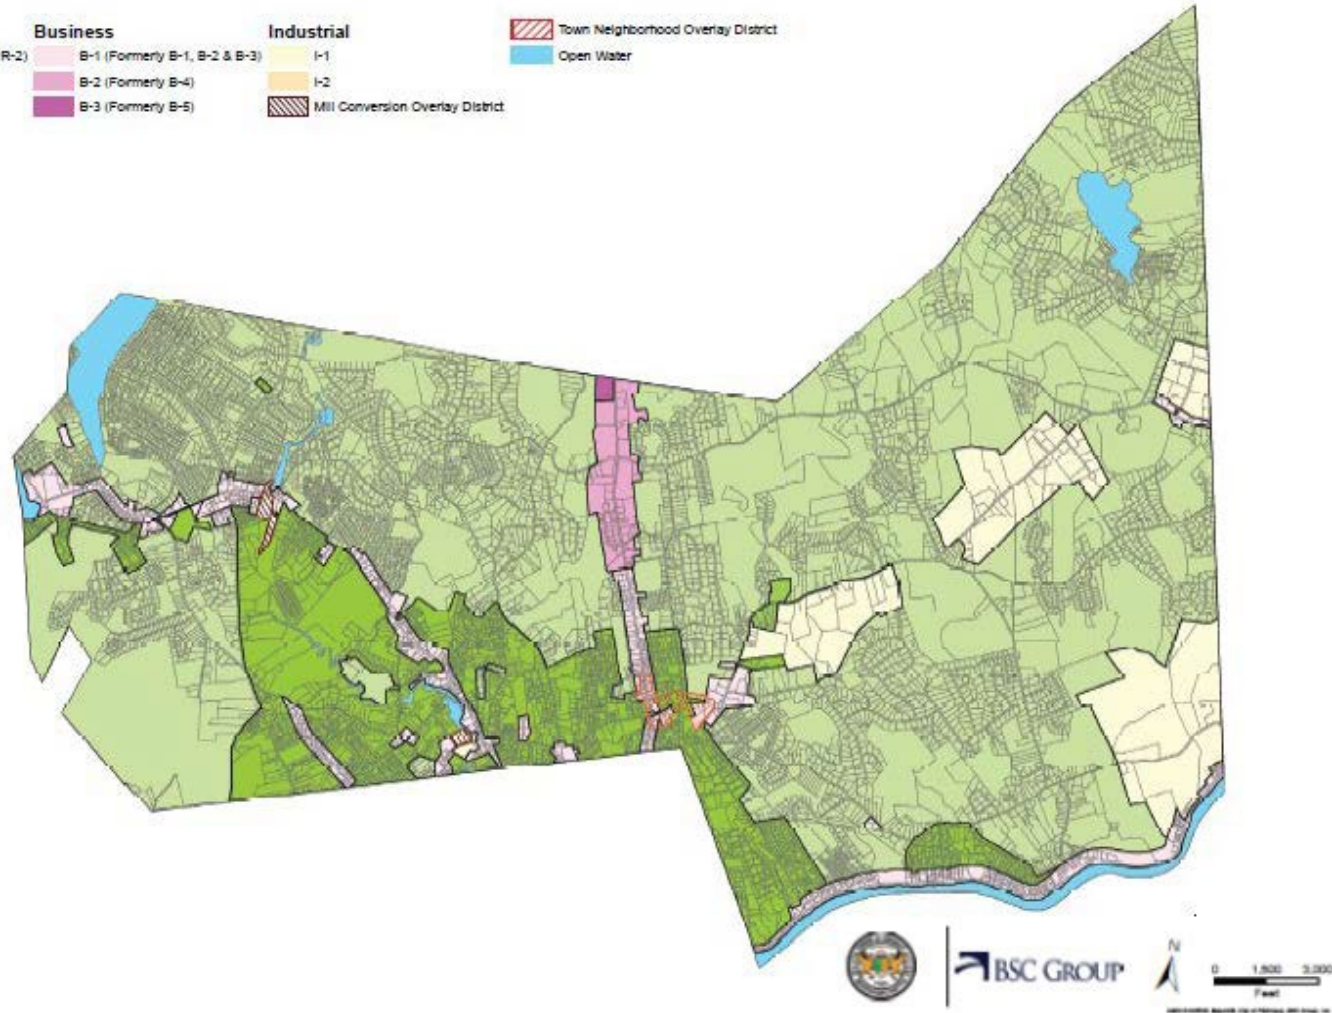 Business
Industrial
Town Neighborhood Overlay District
R-2)
B-1 (Formerly B-1, B-2 & B-3)
I-1
Open Water
B-2 (Formerly B-4)
I-2
B-3 (Formerly B-5)
Mill Conversion Overlay District
BSC GROUP
N
0 1,500 3,000
Feet